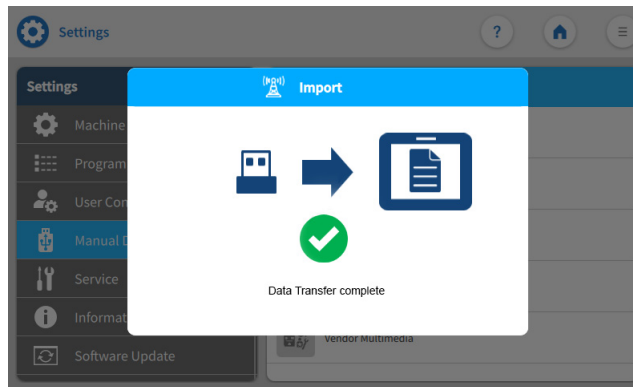 Settings
?
Settings
Import
Machine
Program
User Con
Manual D
Service
Informat
Software Update
Data Transfer complete
Vendor Multimedia